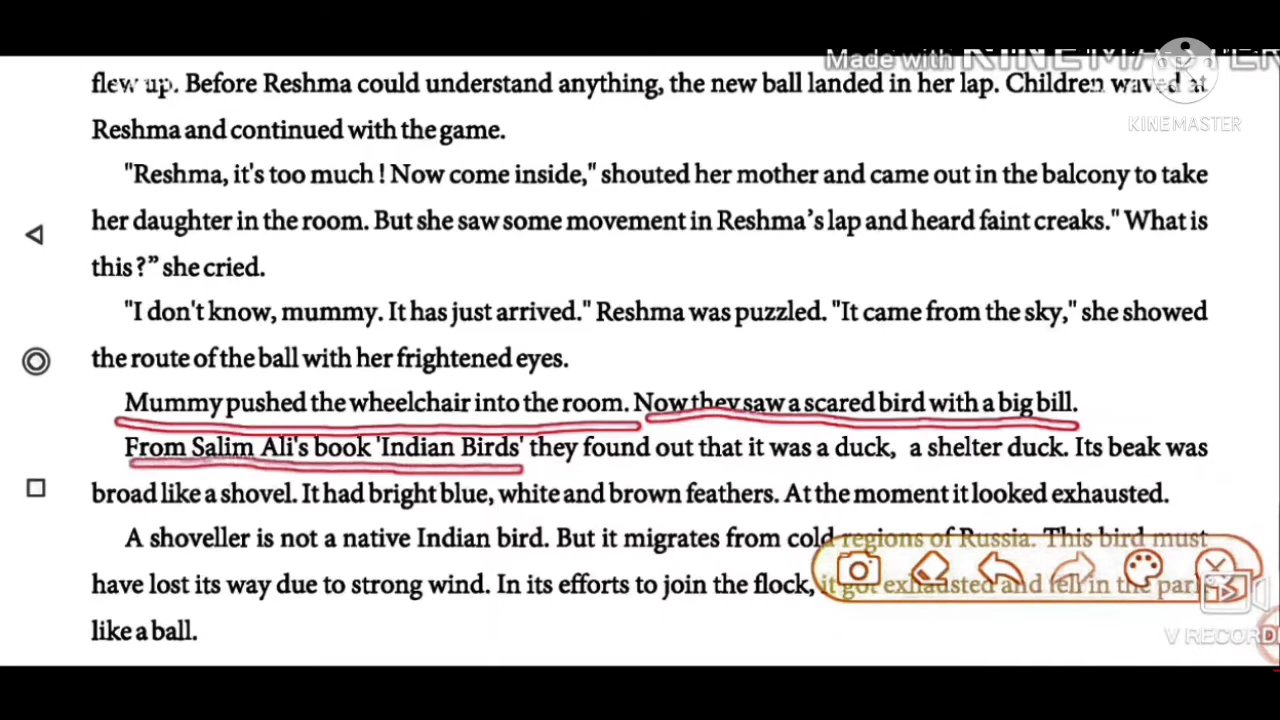 Made with KINEMASTER
flew up. Before Reshma could understand anything, the new ball landed in her lap. Children waved at
KINEMASTER
Reshma and continued with the game.
"Reshma, it's too much ! Now come inside," shouted her mother and came out in the balcony to take
her daughter in the room. But she saw some movement in Reshma's lap and heard faint creaks." What is
this ?" she cried.
"I don't know, mummy. It has just arrived." Reshma was puzzled. "It came from the sky," she showed
the route of the ball with her frightened eyes.
Mummy pushed the wheelchair into the room. Now they saw a scared bird with a big bill.
From Salim Ali's book 'Indian Birds' they found out that it was a duck, a shelter duck. Its beak was
broad like a shovel. It had bright blue, white and brown feathers. At the moment it looked exhausted.
A shoveller is not a native Indian bird. But it migrates from cold regions of Russia. This bird must
have lost its way due to strong wind. In its efforts to join the flock, it got exhausted and fell in the park
like a ball.
V RECORD